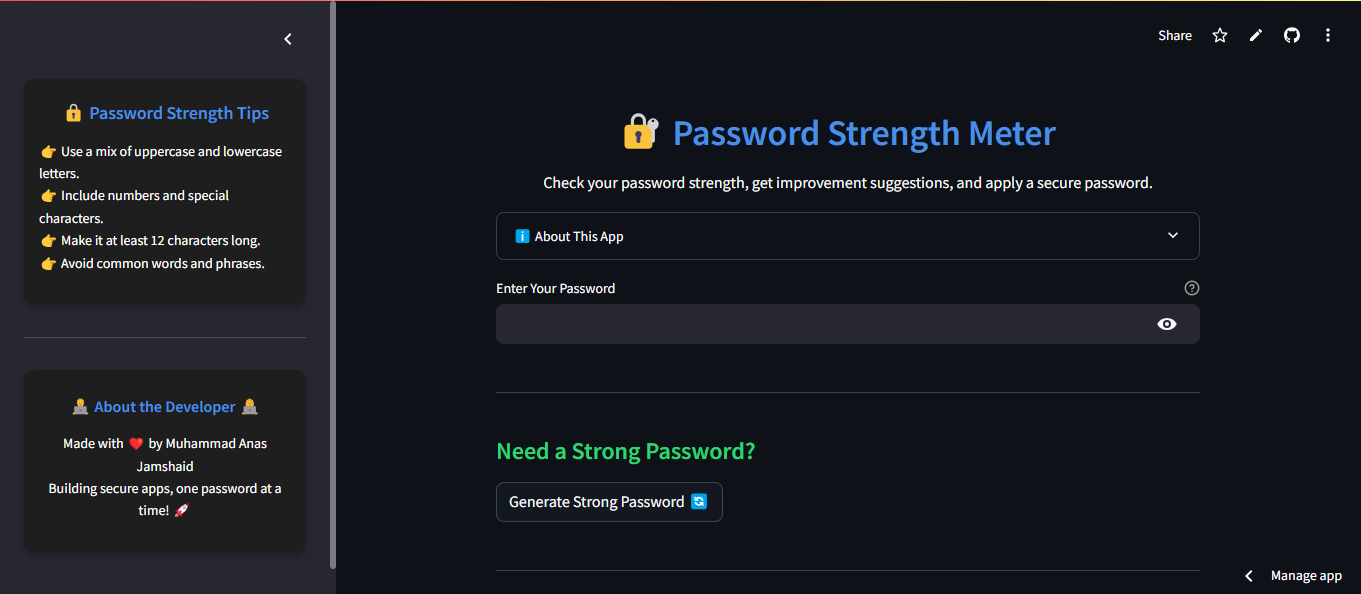 Share
🔒 Password Strength Tips
👉 Use a mix of uppercase and lowercase
letters.
👉 Include numbers and special
characters.
👉 Make it at least 12 characters long.
👉 Avoid common words and phrases.
👨‍💻 About the Developer 👨‍💻
Made with ❤️ by Muhammad Anas
Jamshaid
Building secure apps, one password at a
time! 🚀
🔐 Password Strength Meter
Check your password strength, get improvement suggestions, and apply a secure password.
ℹ️ About This App
Enter Your Password
Need a Strong Password?
Generate Strong Password 🔄
Manage app